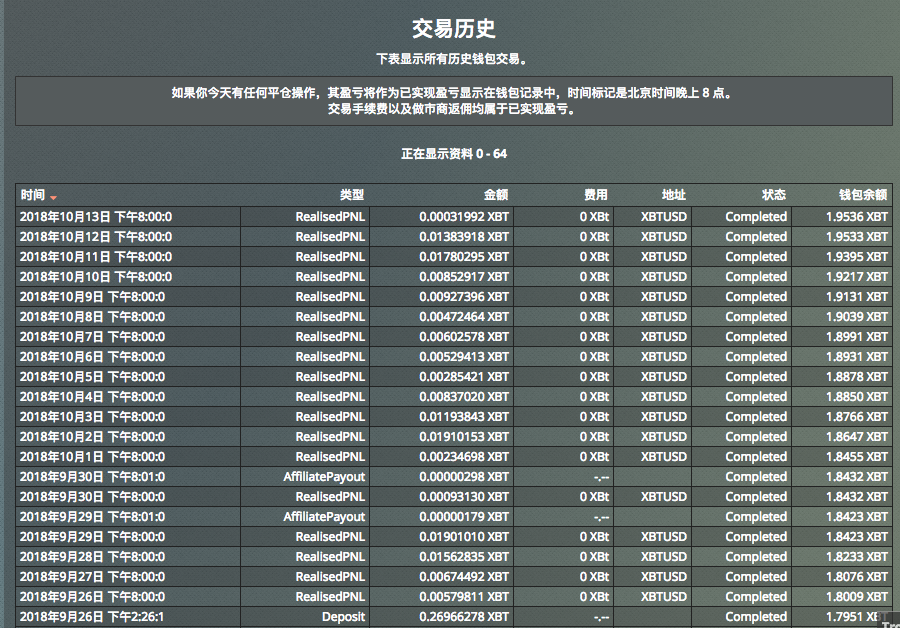 交易历史
下表显示所有历史钱包交易。
如果你今天有任何平仓操作，其盈亏将作为已实现盈亏显示在钱包记录中，时间标记是北京时间晚上 8 点。
交易手续费以及做市商返佣均属于已实现盈亏。
正在显示资料 0 - 64
时间 类型 金额 费用 地址 状态 钱包余额
2018年10月13日 下午8:00:0 RealisedPNL 0.00031992 XBT 0 XBt XBTUSD Completed 1.9536 XBT
2018年10月12日 下午8:00:0 RealisedPNL 0.01383918 XBT 0 XBt XBTUSD Completed 1.9533 XBT
2018年10月11日 下午8:00:0 RealisedPNL 0.01780295 XBT 0 XBt XBTUSD Completed 1.9395 XBT
2018年10月10日 下午8:00:0 RealisedPNL 0.00852917 XBT 0 XBt XBTUSD Completed 1.9217 XBT
2018年10月9日 下午8:00:0 RealisedPNL 0.00927396 XBT 0 XBt XBTUSD Completed 1.9131 XBT
2018年10月8日 下午8:00:0 RealisedPNL 0.00472464 XBT 0 XBt XBTUSD Completed 1.9039 XBT
2018年10月7日 下午8:00:0 RealisedPNL 0.00602578 XBT 0 XBt XBTUSD Completed 1.8991 XBT
2018年10月6日 下午8:00:0 RealisedPNL 0.00529413 XBT 0 XBt XBTUSD Completed 1.8931 XBT
2018年10月5日 下午8:00:0 RealisedPNL 0.00285421 XBT 0 XBt XBTUSD Completed 1.8878 XBT
2018年10月4日 下午8:00:0 RealisedPNL 0.00837020 XBT 0 XBt XBTUSD Completed 1.8850 XBT
2018年10月3日 下午8:00:0 RealisedPNL 0.01193843 XBT 0 XBt XBTUSD Completed 1.8766 XBT
2018年10月2日 下午8:00:0 RealisedPNL 0.01910153 XBT 0 XBt XBTUSD Completed 1.8647 XBT
2018年10月1日 下午8:00:0 RealisedPNL 0.00234698 XBT 0 XBt XBTUSD Completed 1.8455 XBT
2018年9月30日 下午8:01:0 AffiliatePayout 0.00000298 XBT -.-- Completed 1.8432 XBT
2018年9月30日 下午8:00:0 RealisedPNL 0.00093130 XBT 0 XBt XBTUSD Completed 1.8432 XBT
2018年9月29日 下午8:01:0 AffiliatePayout 0.00000179 XBT -.-- Completed 1.8423 XBT
2018年9月29日 下午8:00:0 RealisedPNL 0.01901010 XBT 0 XBt XBTUSD Completed 1.8423 XBT
2018年9月28日 下午8:00:0 RealisedPNL 0.01562835 XBT 0 XBt XBTUSD Completed 1.8233 XBT
2018年9月27日 下午8:00:0 RealisedPNL 0.00674492 XBT 0 XBt XBTUSD Completed 1.8076 XBT
2018年9月26日 下午8:00:0 RealisedPNL 0.00579811 XBT 0 XBt XBTUSD Completed 1.8009 XBT
2018年9月26日 下午2:26:1 Deposit 0.26966278 XBT -.-- Completed 1.7951 XBT